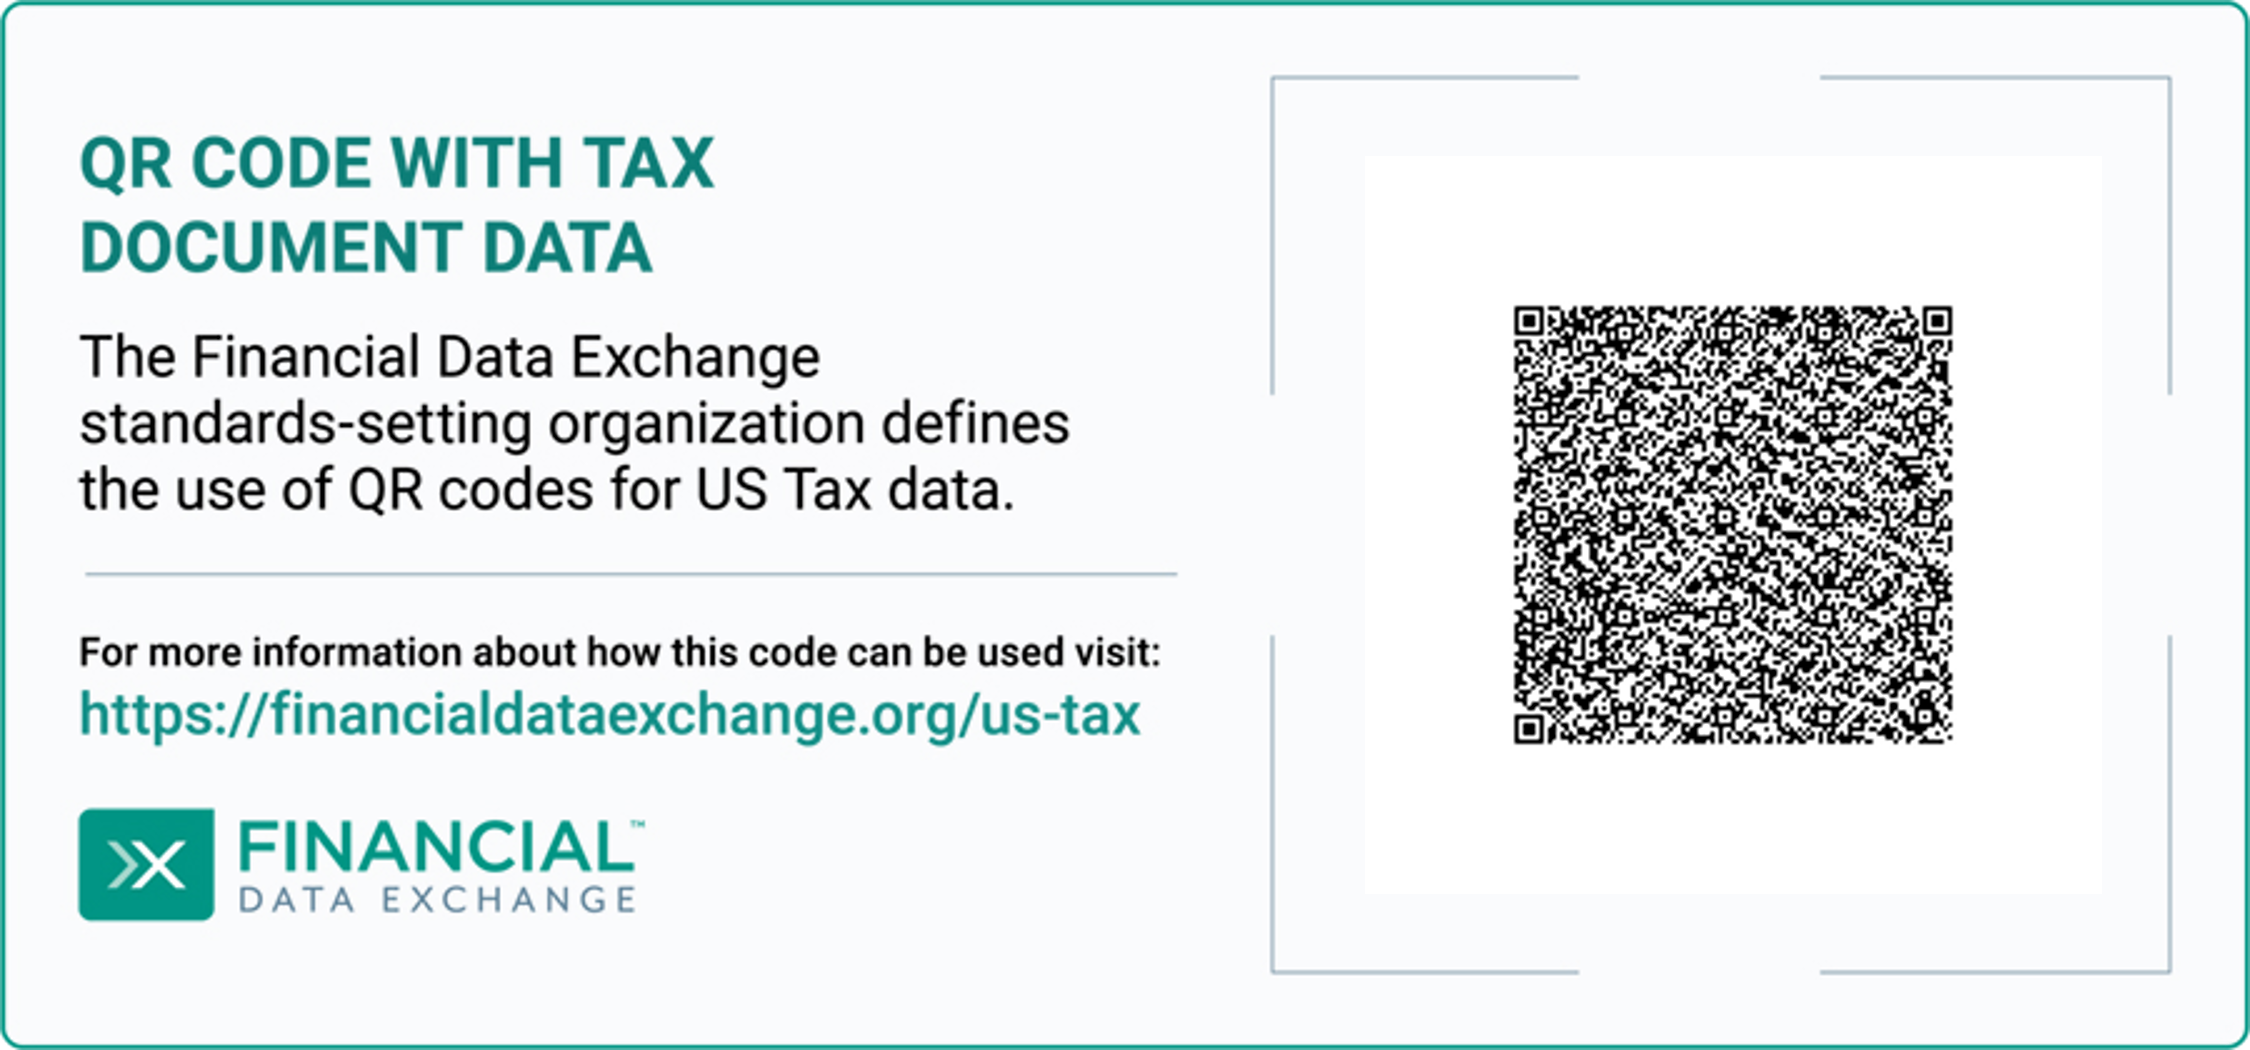 QR CODE WITH TAX
DOCUMENT DATA
The Financial Data Exchange
standards-setting organization defines
the use of QR codes for US Tax data.
For more information about how this code can be used visit:
https://financialdataexchange.org/us-tax
FINANCIAL™
DATA EXCHANGE